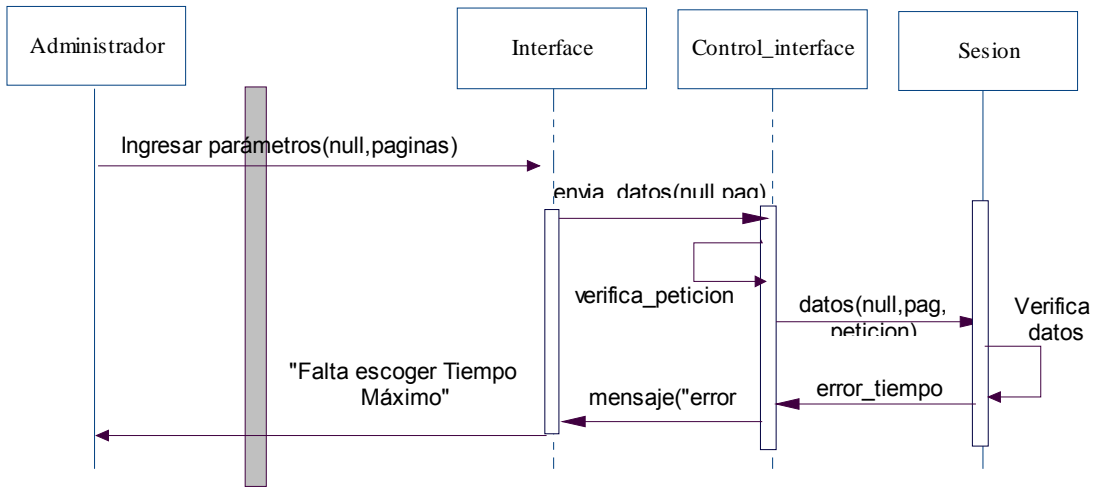 Administrador
Interface
Control_interface
Sesion
Ingresar parámetros(null,paginas)
envia_datos(null,pag)
verifica_peticion
datos(null,pag,
peticion)
Verifica
datos
"Falta escoger Tiempo
Máximo"
mensaje("error
error_tiempo